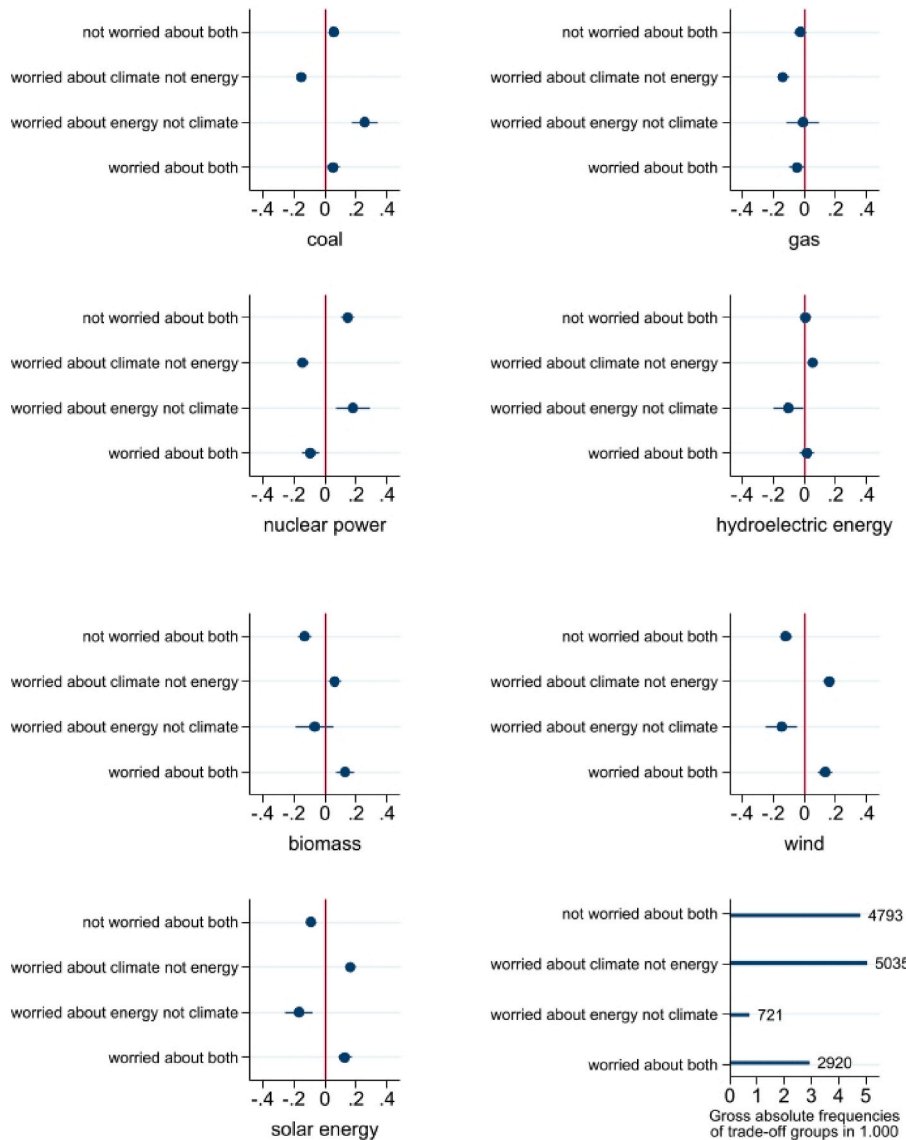 not worried about both
worried about climate not energy
worried about energy not climate
worried about both
-.4 -.2 0 .2 .4
coal
not worried about both
worried about climate not energy
worried about energy not climate
worried about both
-.4 -.2 0 .2 .4
gas
not worried about both
worried about climate not energy
worried about energy not climate
worried about both
-.4 -.2 0 .2 .4
nuclear power
not worried about both
worried about climate not energy
worried about energy not climate
worried about both
-.4 -.2 0 .2 .4
hydroelectric energy
not worried about both
worried about climate not energy
worried about energy not climate
worried about both
-.4 -.2 0 .2 .4
biomass
not worried about both
worried about climate not energy
worried about energy not climate
worried about both
-.4 -.2 0 .2 .4
wind
not worried about both
worried about climate not energy
worried about energy not climate
worried about both
-.4 -.2 0 .2 .4
solar energy
not worried about both 4793
worried about climate not energy 5035
worried about energy not climate 721
worried about both 2920
0 1 2 3 4 5
Gross absolute frequencies
of trade-off groups in 1.000